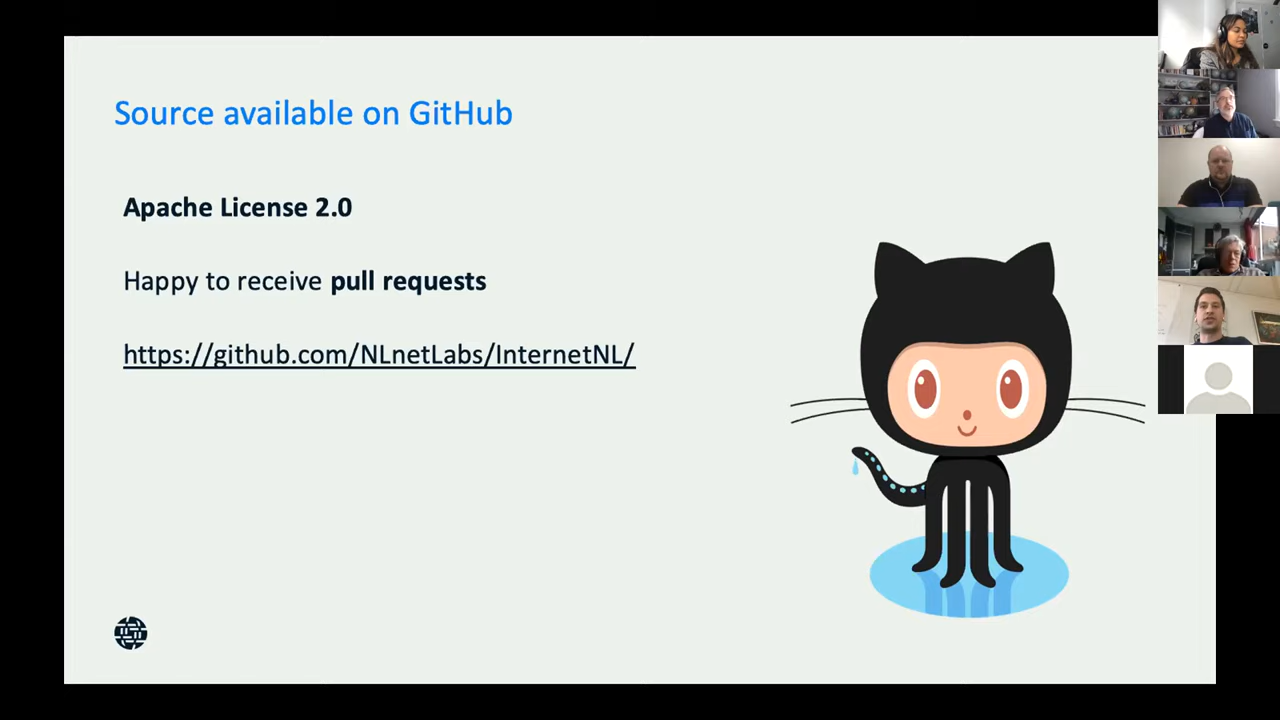 Source available on GitHub
Apache License 2.0
Happy to receive pull requests
https://github.com/NLnetLabs/InternetNL/